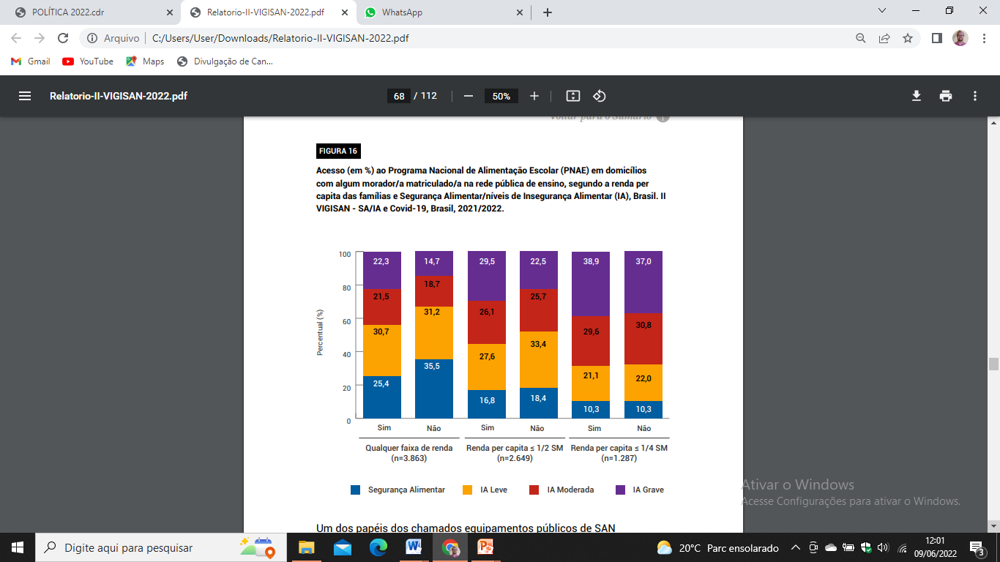 POLÍTICA 2022.cdr
Relatorio-II-VIGISAN-2022.pdf
WhatsApp
Arquivo
C:/Users/User/Downloads/Relatorio-II-VIGISAN-2022.pdf
Gmail
YouTube
Maps
Divulgação de Can...
Relatorio-II-VIGISAN-2022.pdf
68 / 112
50%
Voltar para o Sumário
FIGURA 16
Acesso (em %) ao Programa Nacional de Alimentação Escolar (PNAE) em domicílios
com algum morador/a matriculado/a na rede pública de ensino, segundo a renda per
capita das famílias e Segurança Alimentar/níveis de Insegurança Alimentar (IA), Brasil. II
VIGISAN - SA/IA e Covid-19, Brasil, 2021/2022.
Percentual (%)
100
80
60
40
20
0
22,3
21,5
30,7
25,4
14,7
18,7
31,2
35,5
29,5
26,1
27,6
16,8
22,5
25,7
33,4
18,4
38,9
29,6
21,1
10,3
37,0
30,8
22,0
10,3
Sim Não Sim Não Sim Não
Qualquer faixa de renda
(n=3.863)
Renda per capita ≤ 1/2 SM
(n=2.649)
Renda per capita ≤ 1/4 SM
(n=1.287)
Segurança Alimentar IA Leve IA Moderada IA Grave
Um dos papéis dos chamados equipamentos públicos de SAN
Ativar o Windows
Acesse Configurações para ativar o Windows.
Digite aqui para pesquisar
20°C Parc ensolarado
12:01
09/06/2022
3